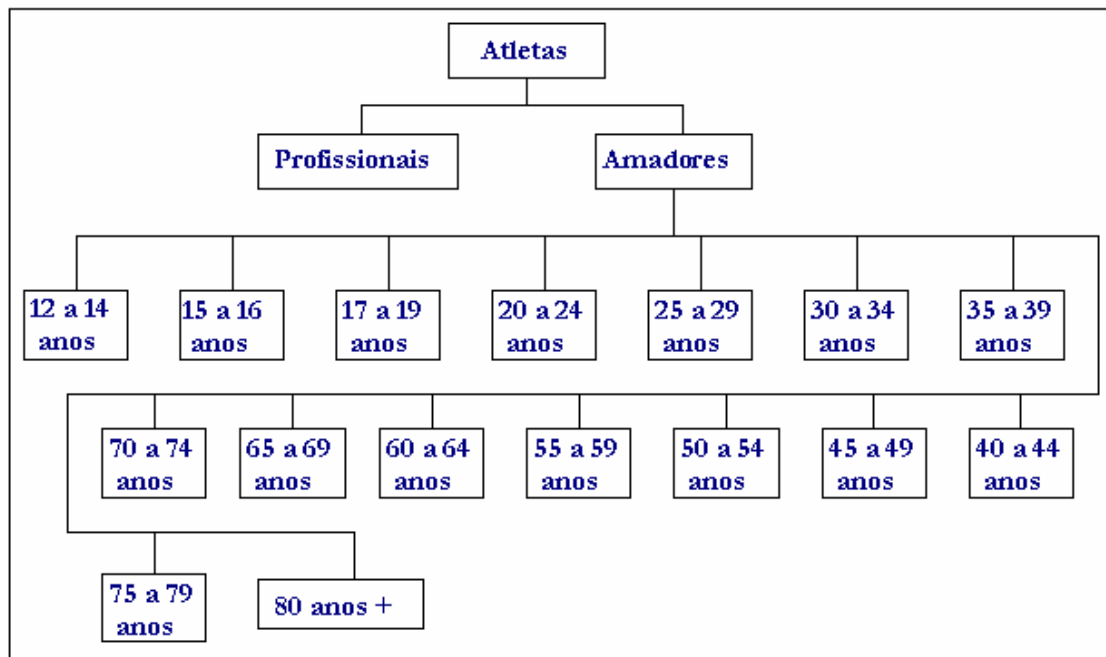 Atletas
Profissionais
Amadores
12 a 14
anos
15 a 16
anos
17 a 19
anos
20 a 24
anos
25 a 29
anos
30 a 34
anos
35 a 39
anos
70 a 74
anos
65 a 69
anos
60 a 64
anos
55 a 59
anos
50 a 54
anos
45 a 49
anos
40 a 44
anos
75 a 79
anos
80 anos +